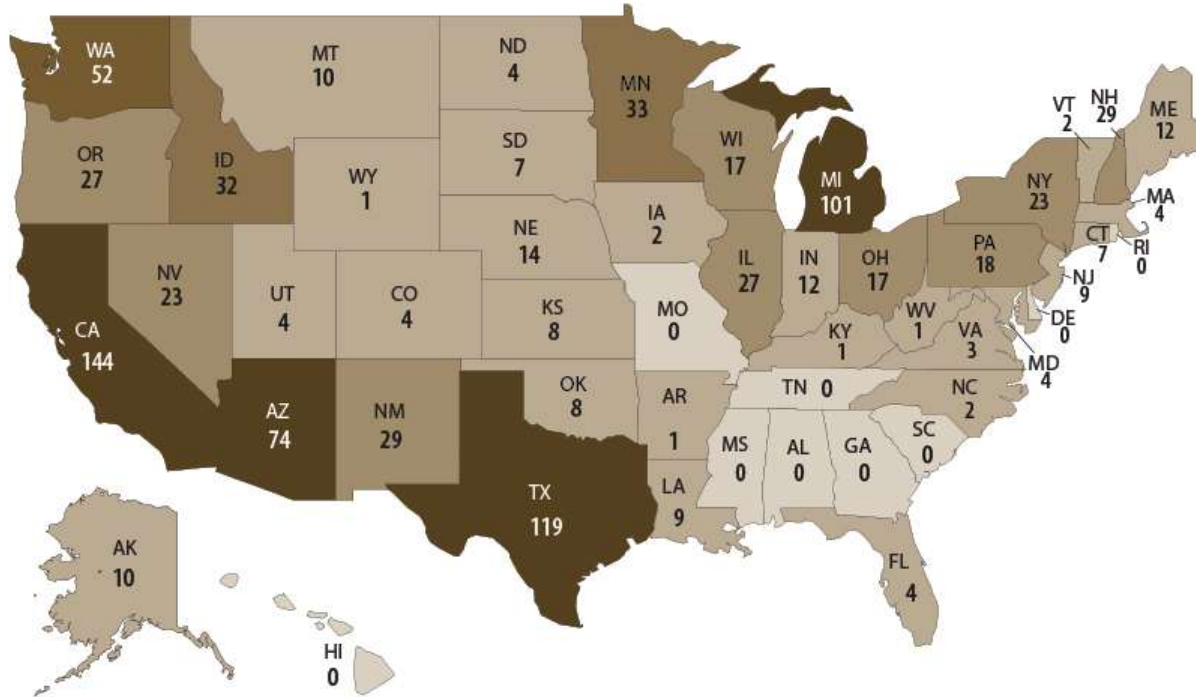 WA
52
MT
10
ND
4
MN
33
VT
2
NH
29
ME
12
OR
27
ID
32
SD
7
WI
17
MI
101
NY
23
MA
4
WY
1
IA
2
CT
7
RI
0
NV
23
NE
14
IL
27
IN
12
OH
17
PA
18
NJ
9
UT
4
CO
4
CA
144
KS
8
MO
0
KY
1
WV
1
VA
3
DE
0
MD
4
AZ
74
NM
29
OK
8
AR
1
TN 0
NC
2
MS
0
AL
0
GA
0
SC
0
TX
119
LA
9
FL
4
AK
10
HI
0